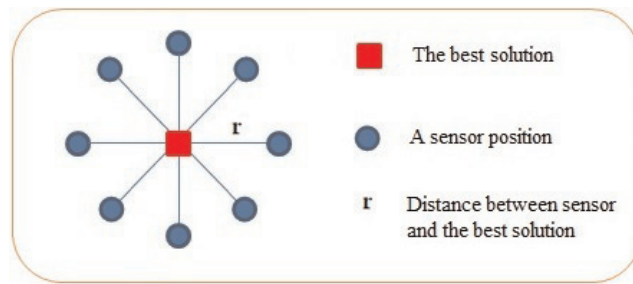 The best solution
r
A sensor position
r Distance between sensor
and the best solution